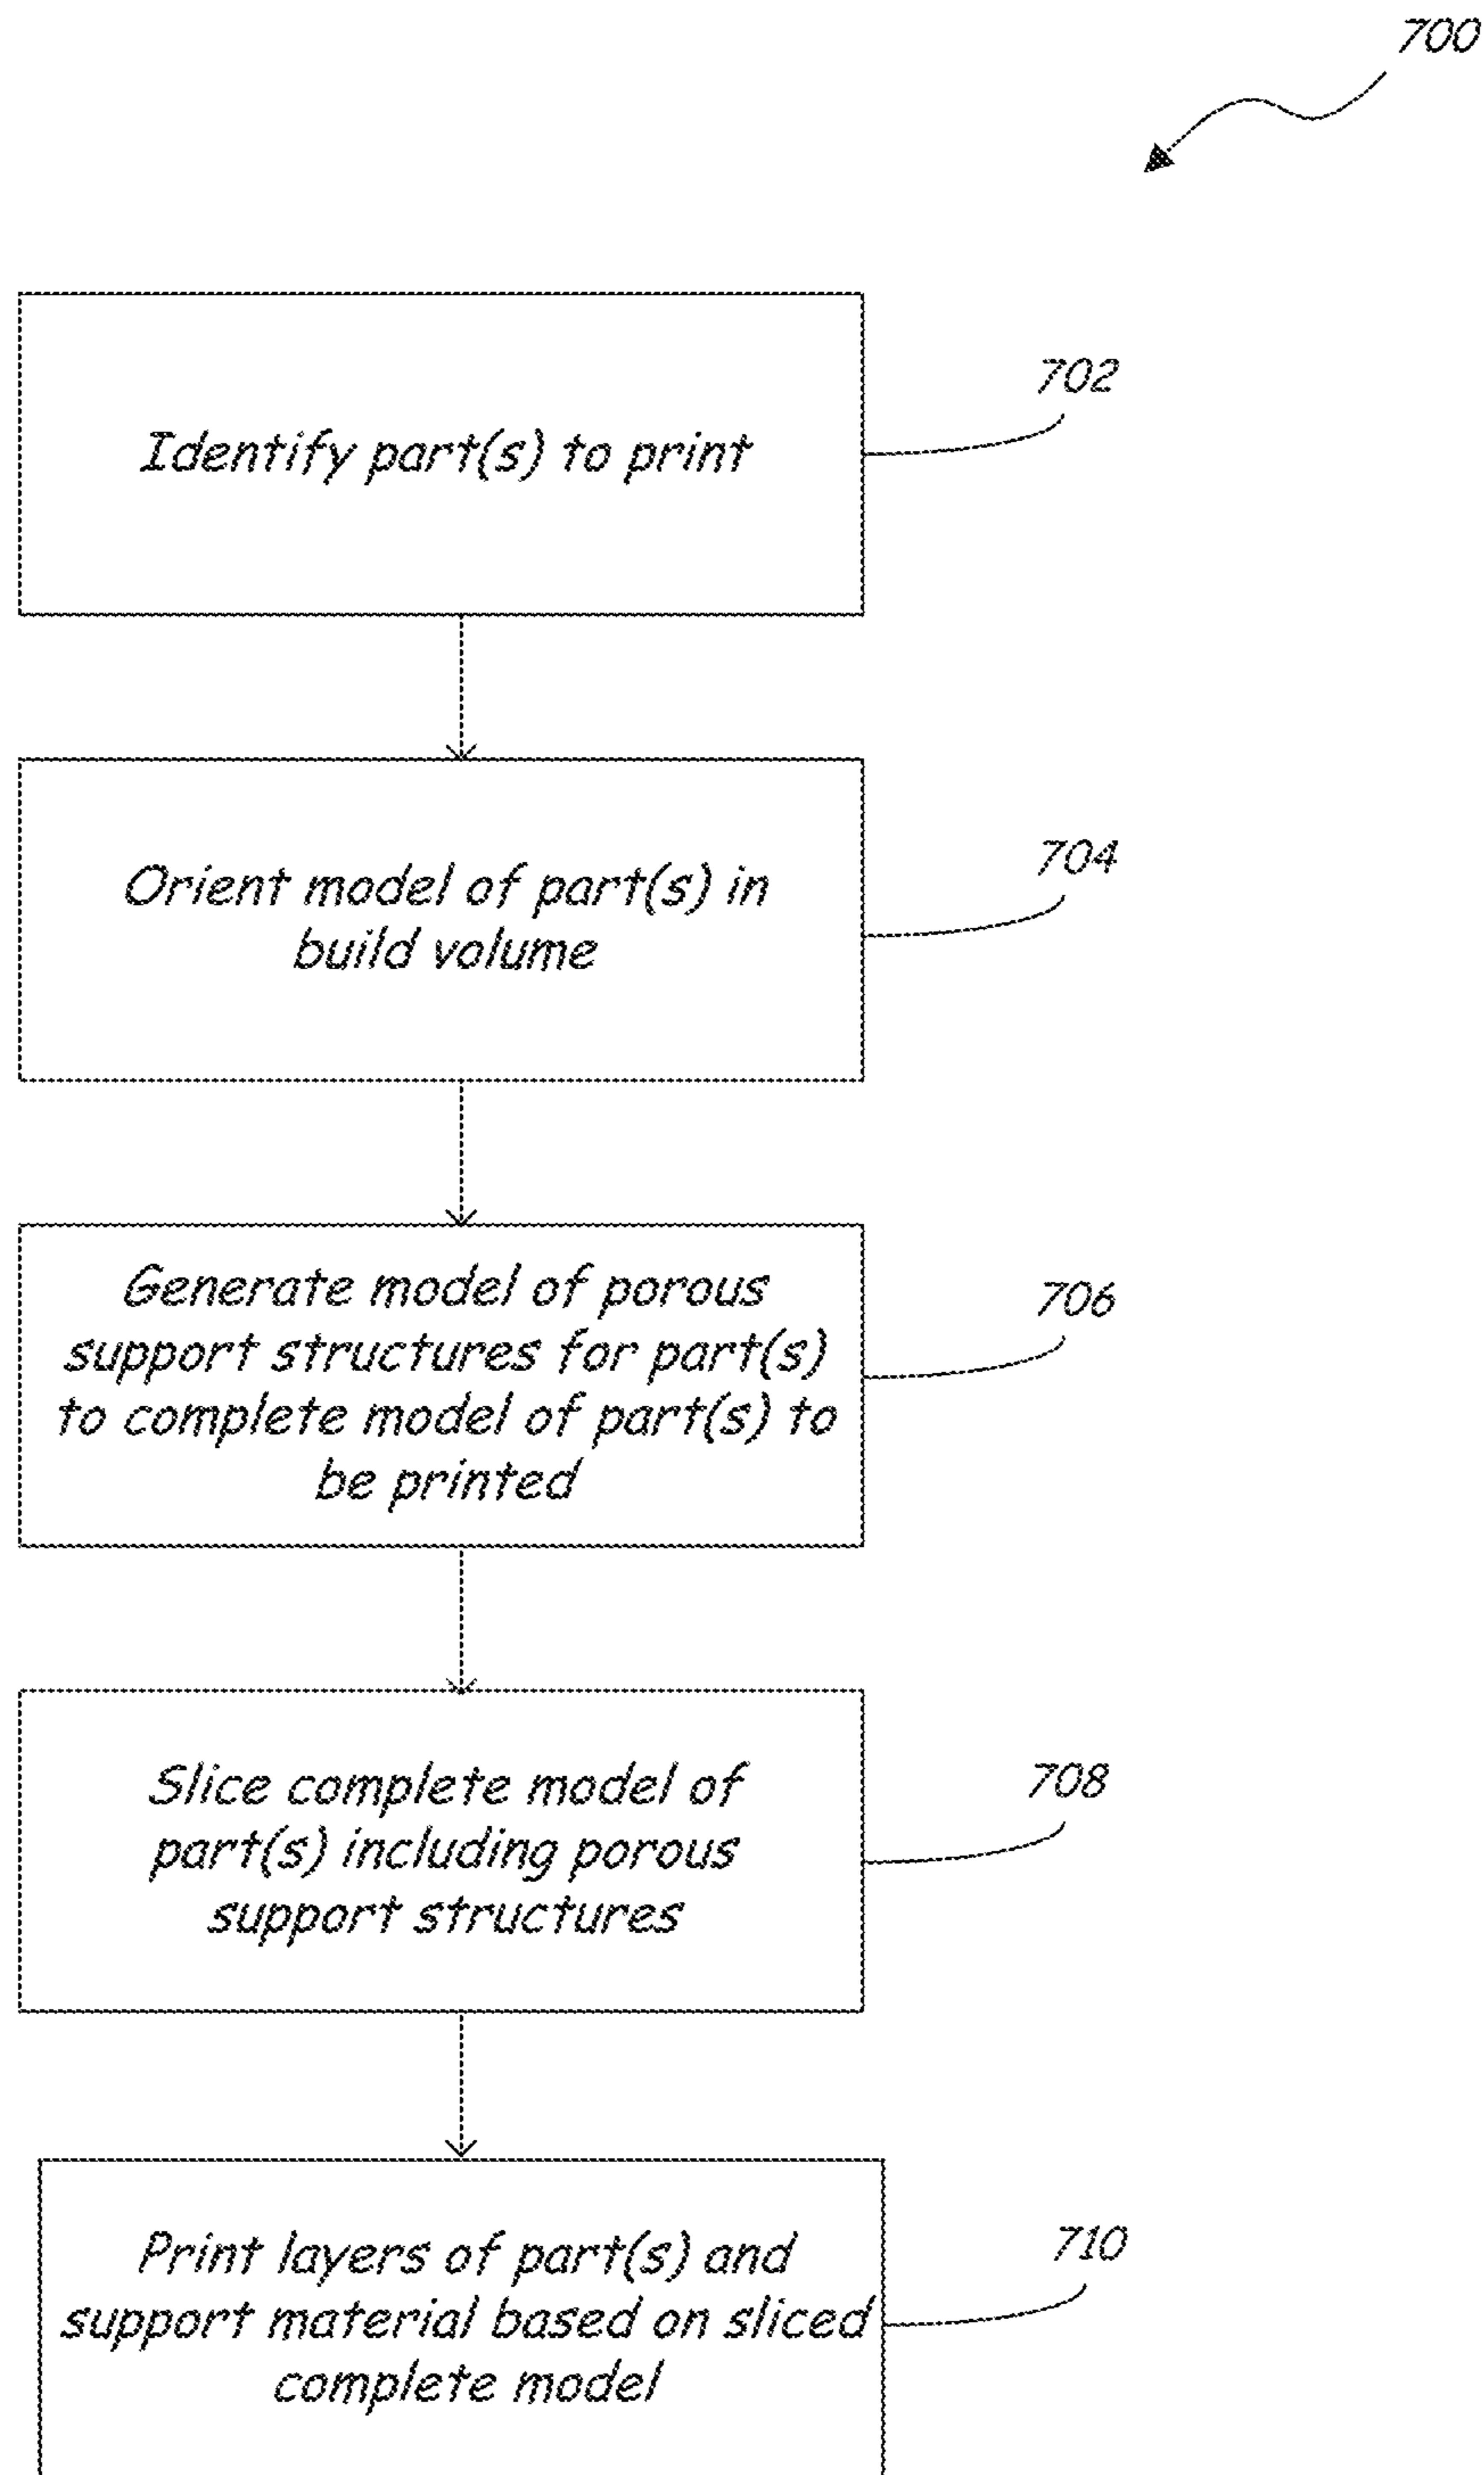 700
Identify part(s) to print
702
Orient model of part(s) in
build volume
704
Generate model of porous
support structures for part(s)
to complete model of part(s) to
be printed
706
Slice complete model of
part(s) including porous
support structures
708
Print layers of part(s) and
support material based on sliced
complete model
710